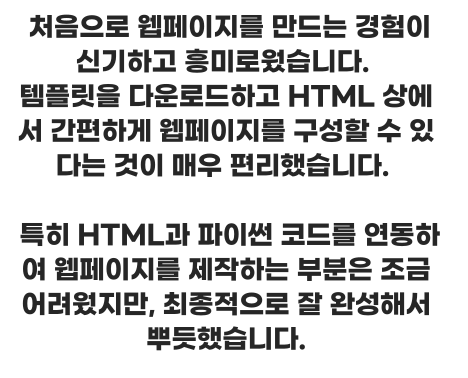 처음으로 웹페이지를 만드는 경험이
신기하고 흥미로웠습니다.
템플릿을 다운로드하고 HTML 상에
서 간편하게 웹페이지를 구성할 수 있
다는 것이 매우 편리했습니다.
특히 HTML과 파이썬 코드를 연동하
여 웹페이지를 제작하는 부분은 조금
어려웠지만, 최종적으로 잘 완성해서
뿌듯했습니다.